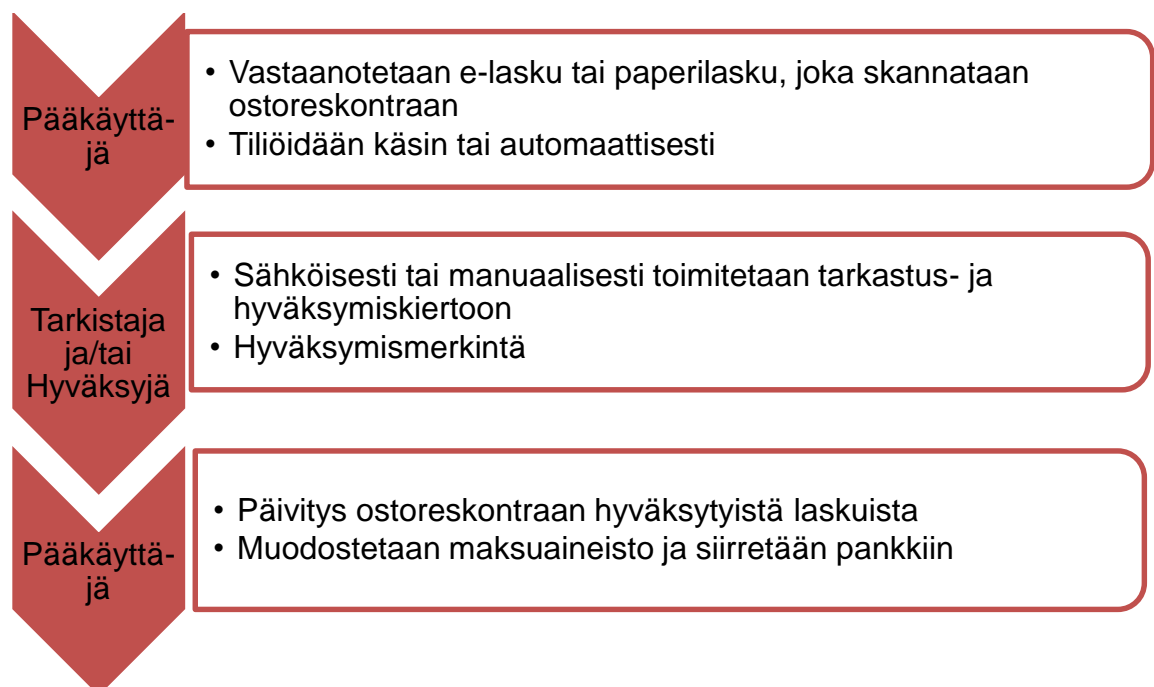 Pääkäyttä-
jä
• Vastaanotetaan e-lasku tai paperilasku, joka skannataan
ostoreskontraan
• Tiliöidään käsin tai automaattisesti
Tarkistaja
ja/tai
Hyväksyjä
• Sähköisesti tai manuaalisesti toimitetaan tarkastus- ja
hyväksymiskiertoon
• Hyväksymismerkintä
Pääkäyttä-
jä
• Päivitys ostoreskontraan hyväksytyistä laskuista
• Muodostetaan maksuaineisto ja siirretään pankkiin